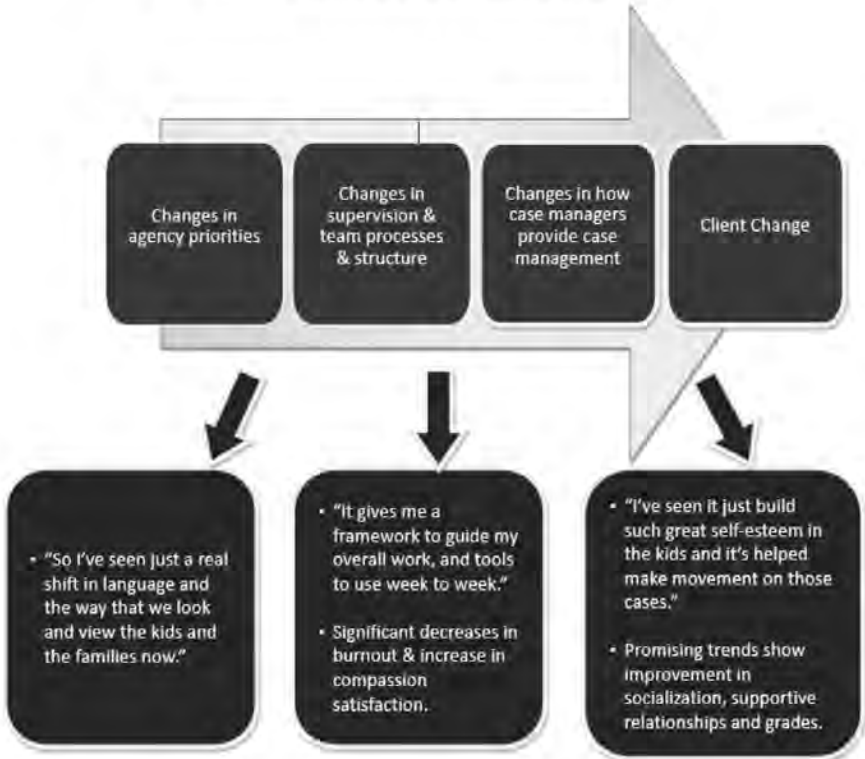 Changes in
agency priorities
Changes in
supervision &
team processes
& structure
Changes in how
case managers
provide case
management
Client Change
• “So I’ve seen just a real
shift in language and
the way that we look
and view the kids and
the families now.”
• “It gives me a
framework to guide my
overall work, and tools
to use week to week.”
• Significant decreases in
burnout & increase in
compassion
satisfaction.
• “I’ve seen it just build
such great self-esteem in
the kids and it’s helped
make movement on those
cases.”
• Promising trends show
improvement in
socialization, supportive
relationships and grades.